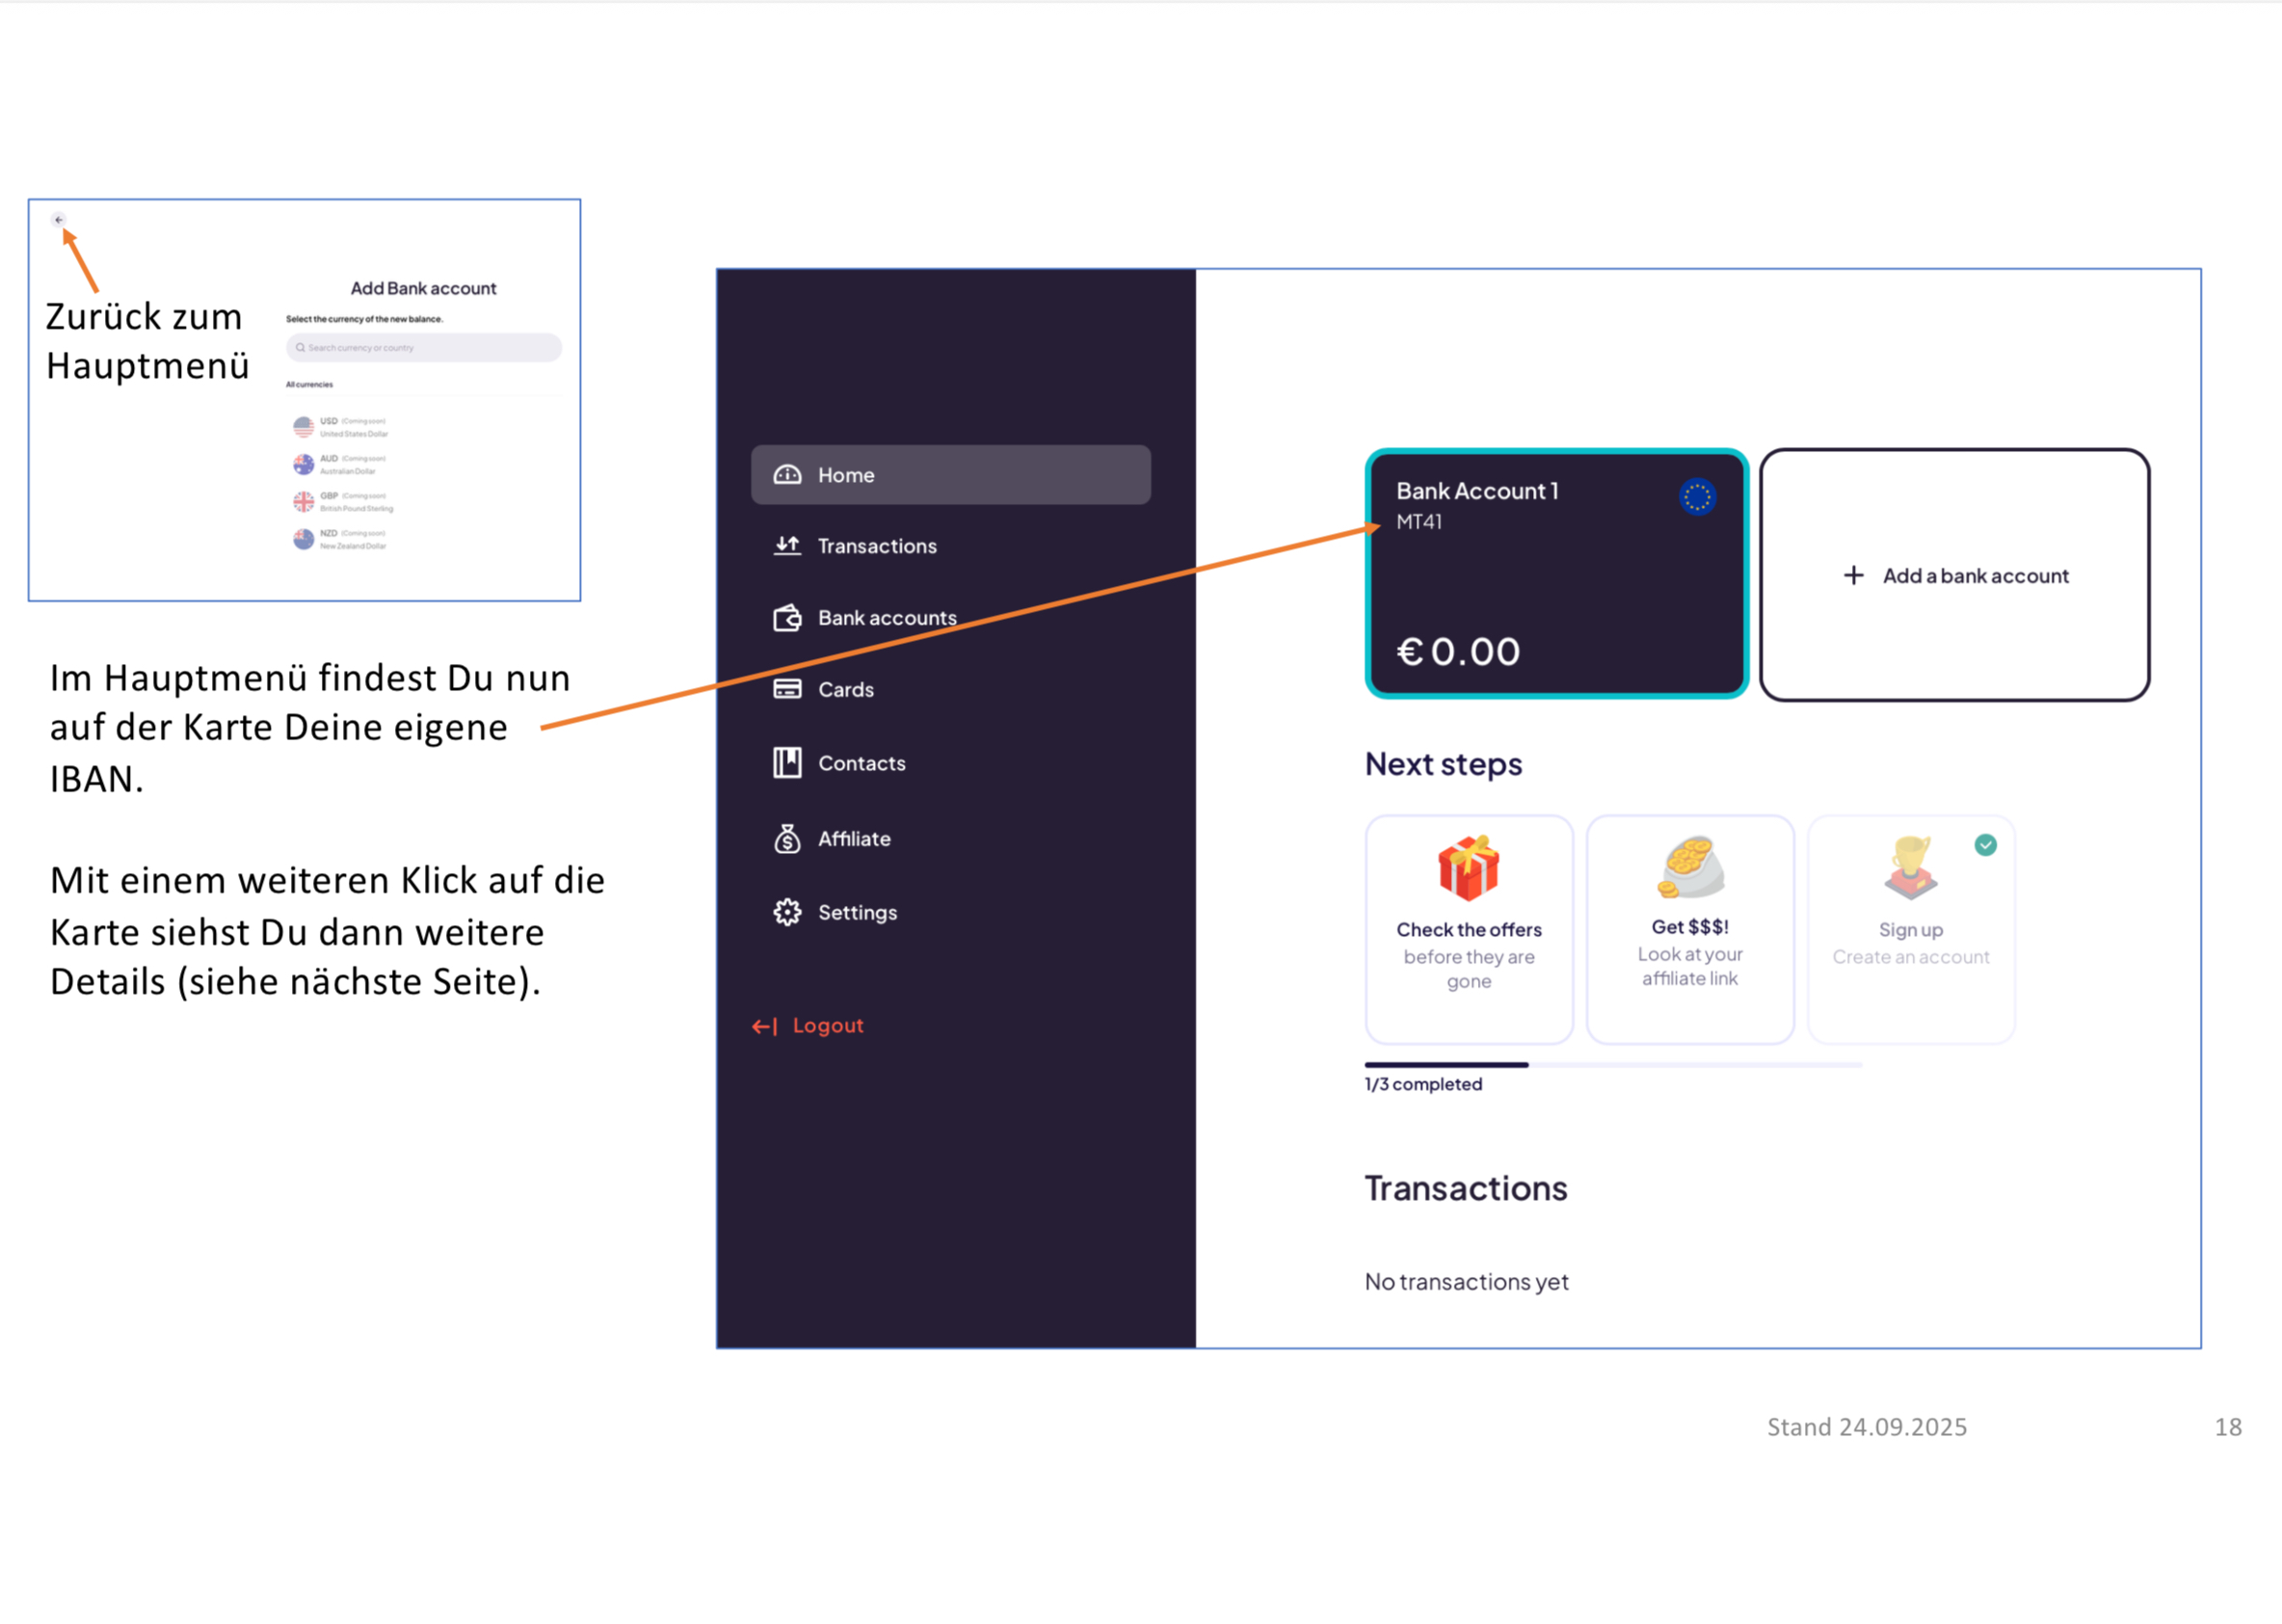 Zurück zum
Hauptmenü
Add Bank account
Select the currency of the new balance.
Search currency or country
All currencies
USD (Coming soon)
United States Dollar
AUD (Coming soon)
Australian Dollar
GBP (Coming soon)
British Pound Sterling
NZD (Coming soon)
New Zealand Dollar
Im Hauptmenü findest Du nun
auf der Karte Deine eigene
IBAN.
Mit einem weiteren Klick auf die
Karte siehst Du dann weitere
Details (siehe nächste Seite).
Home
Transactions
Bank accounts
Cards
Contacts
Affiliate
Settings
Logout
Bank Account 1
MT41
€ 0.00
+ Add a bank account
Next steps
Check the offers
before they are
gone
Get $$$!
Look at your
affiliate link
Sign up
Create an account
1/3 completed
Transactions
No transactions yet
Stand 24.09.2025
18